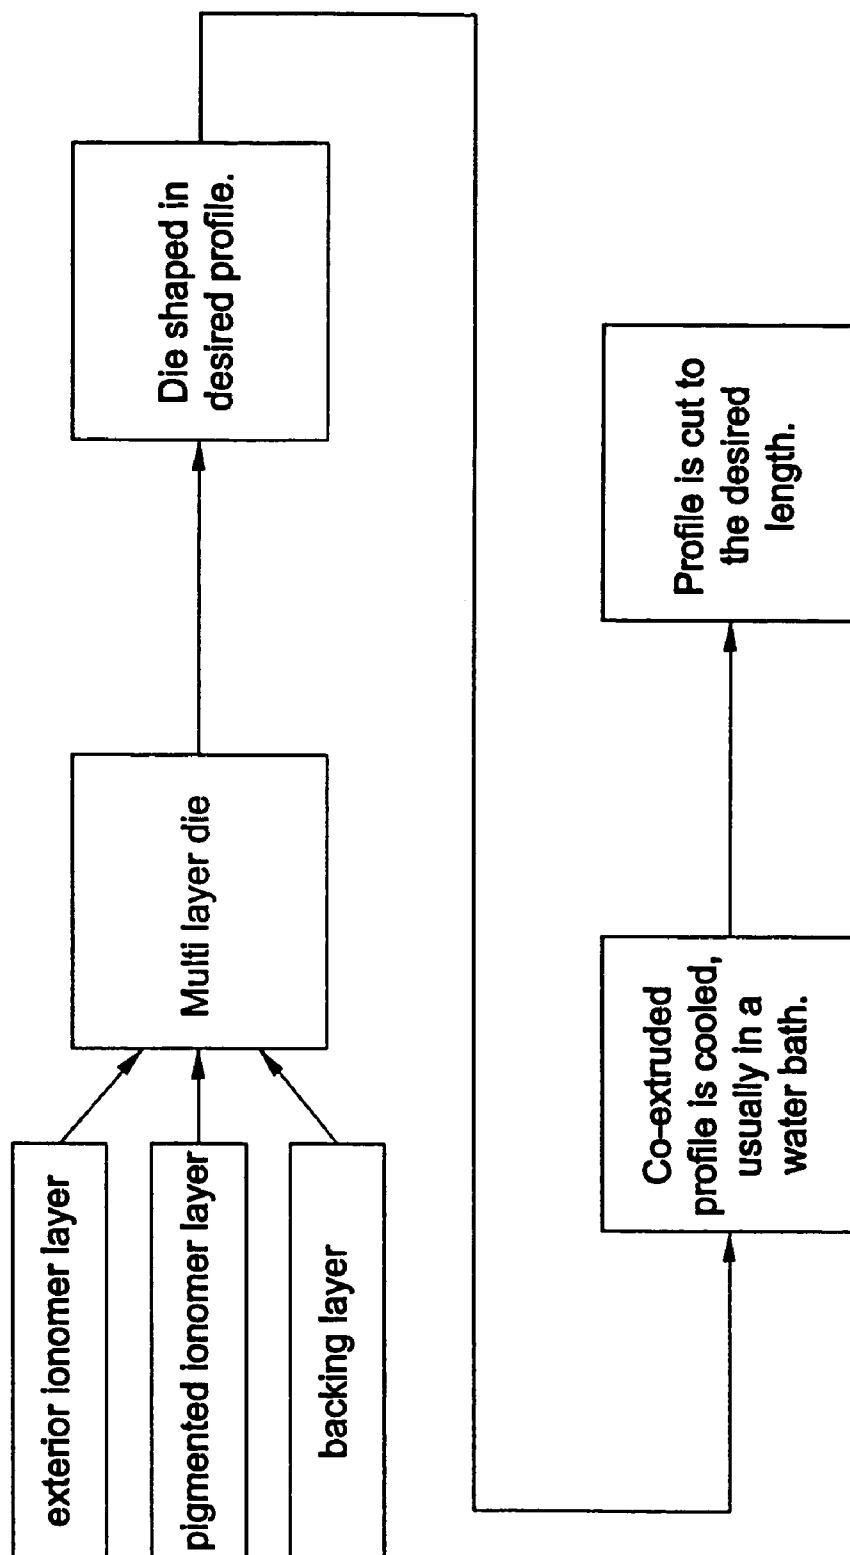 exterior ionomer layer
pigmented ionomer layer
backing layer
Multi layer die
Die shaped in
desired profile.
Co-extruded
profile is cooled,
usually in a
water bath.
Profile is cut to
the desired
length.